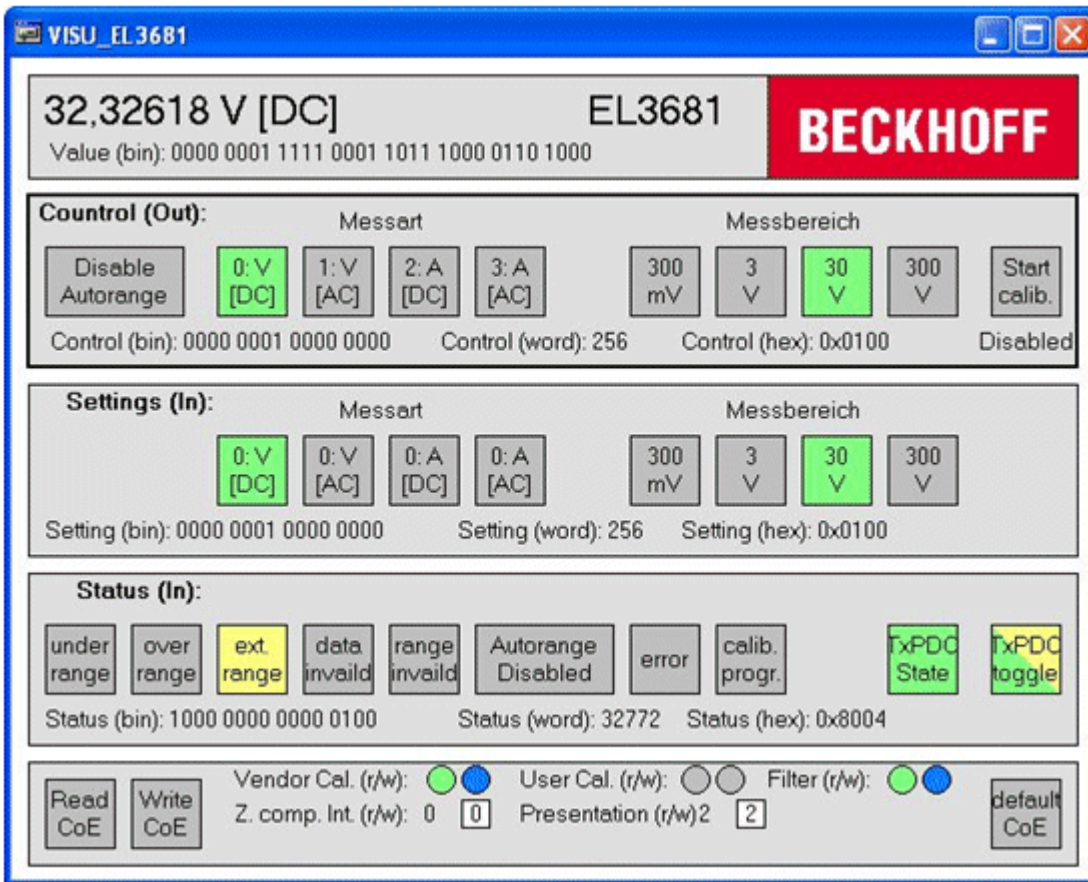 VISU_EL3681
32,32618 V [DC] EL3681 BECKHOFF
Value (bin): 0000 0001 1111 0001 1011 1000 0110 1000
Countrol (Out):
Messart Messbereich
Disable Autorange 0: V [DC] 1: V [AC] 2: A [DC] 3: A [AC] 300 mV 3 V 30 V 300 V Start calib.
Control (bin): 0000 0001 0000 0000 Control (word): 256 Control (hex): 0x0100 Disabled
Settings (In):
Messart Messbereich
0: V [DC] 0: V [AC] 0: A [DC] 0: A [AC] 300 mV 3 V 30 V 300 V
Setting (bin): 0000 0001 0000 0000 Setting (word): 256 Setting (hex): 0x0100
Status (In):
under range over range ext. range data invaild range invaild Autorange Disabled error calib. progr. TxPDO State TxPDO toggle
Status (bin): 1000 0000 0000 0100 Status (word): 32772 Status (hex): 0x8004
Read CoE Write CoE Vendor Cal. (r/w): User Cal. (r/w): Filter (r/w): default CoE
Z. comp. Int. (r/w): 0 0 Presentation (r/w)2 2